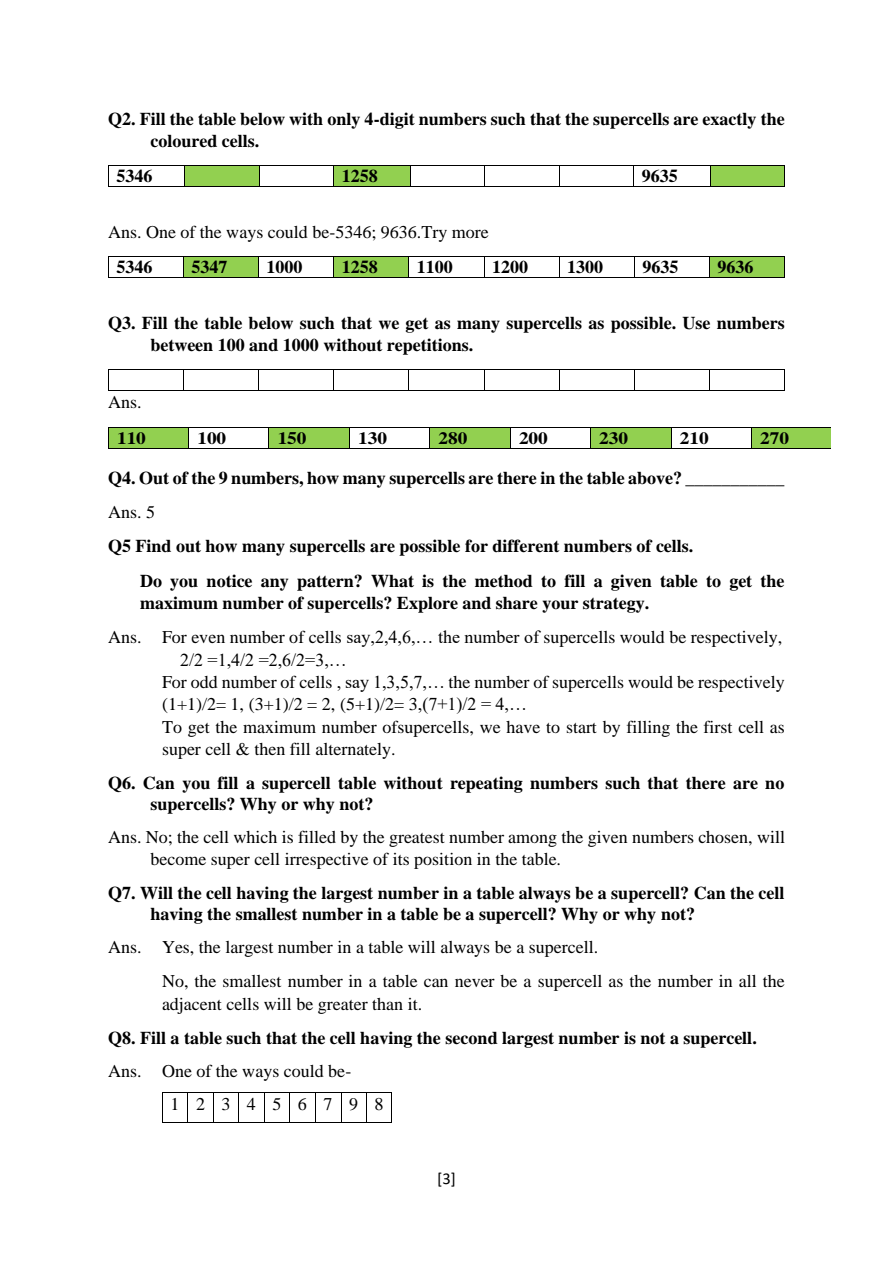 Q2. Fill the table below with only 4-digit numbers such that the supercells are exactly the
coloured cells.
5346 1258 9635
Ans. One of the ways could be-5346; 9636.Try more
5346 5347 1000 1258 1100 1200 1300 9635 9636
Q3. Fill the table below such that we get as many supercells as possible. Use numbers
between 100 and 1000 without repetitions.
Ans.
110 100 150 130 280 200 230 210 270
Q4. Out of the 9 numbers, how many supercells are there in the table above? ___________
Ans. 5
Q5 Find out how many supercells are possible for different numbers of cells.
Do you notice any pattern? What is the method to fill a given table to get the
maximum number of supercells? Explore and share your strategy.
Ans. For even number of cells say,2,4,6,… the number of supercells would be respectively,
2/2 =1,4/2 =2,6/2=3,…
For odd number of cells , say 1,3,5,7,… the number of supercells would be respectively
(1+1)/2= 1, (3+1)/2 = 2, (5+1)/2= 3,(7+1)/2 = 4,…
To get the maximum number ofsupercells, we have to start by filling the first cell as
super cell & then fill alternately.
Q6. Can you fill a supercell table without repeating numbers such that there are no
supercells? Why or why not?
Ans. No; the cell which is filled by the greatest number among the given numbers chosen, will
become super cell irrespective of its position in the table.
Q7. Will the cell having the largest number in a table always be a supercell? Can the cell
having the smallest number in a table be a supercell? Why or why not?
Ans. Yes, the largest number in a table will always be a supercell.
No, the smallest number in a table can never be a supercell as the number in all the
adjacent cells will be greater than it.
Q8. Fill a table such that the cell having the second largest number is not a supercell.
Ans. One of the ways could be-
1 2 3 4 5 6 7 9 8
[3]